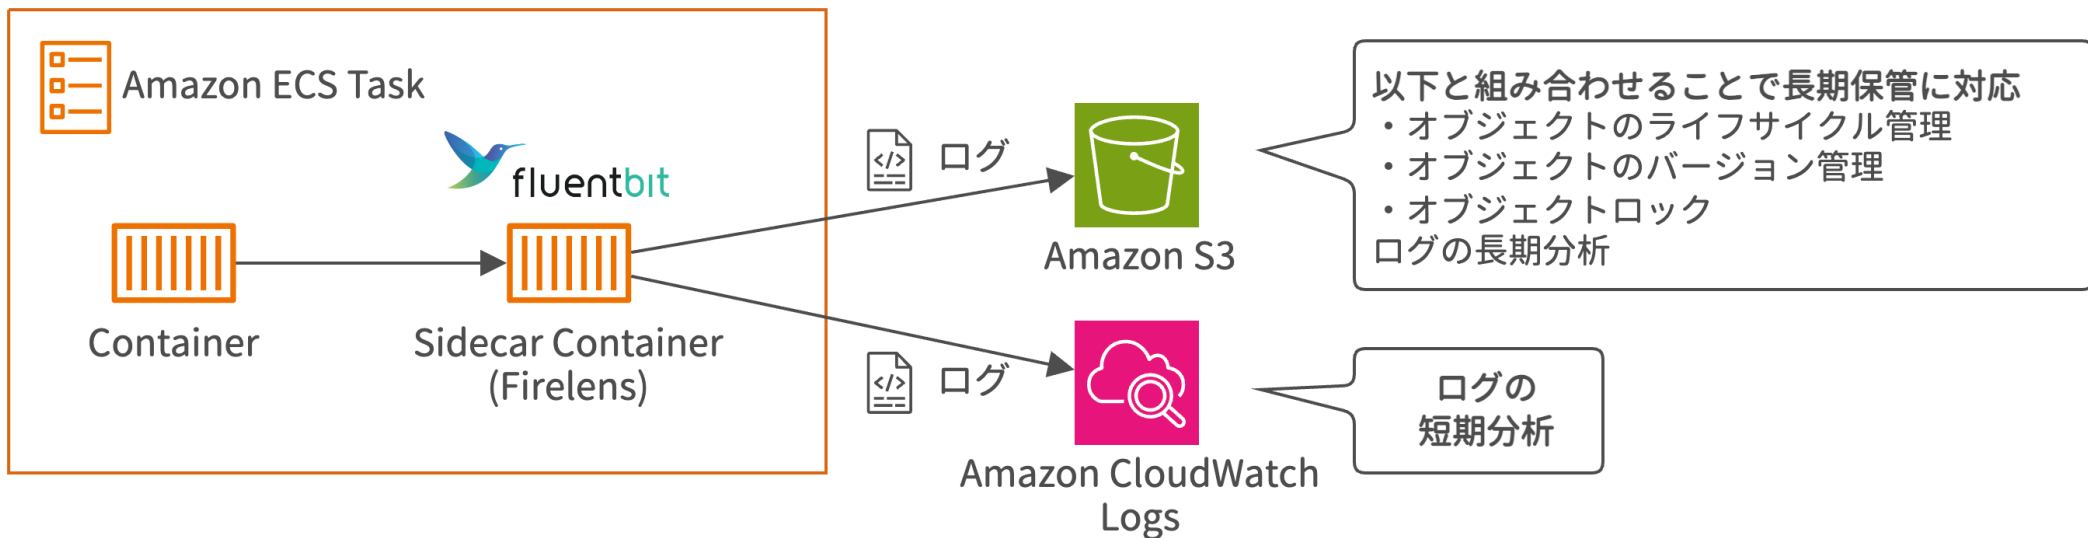 Amazon ECS Task
fluentbit
Container
Sidecar Container
(Firelens)
</> ログ
Amazon S3
以下と組み合わせることで長期保管に対応
・オブジェクトのライフサイクル管理
・オブジェクトのバージョン管理
・オブジェクトロック
ログの長期分析
</> ログ
Amazon CloudWatch
Logs
ログの
短期分析